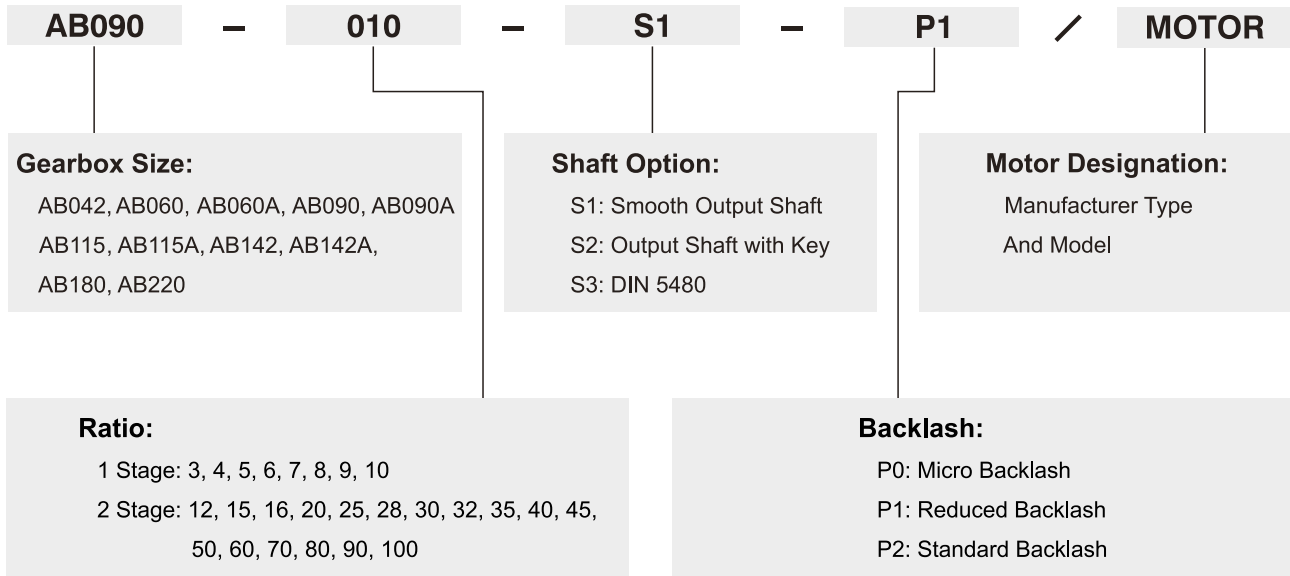 AB090 – 010 – S1 – P1 / MOTOR
Gearbox Size:
AB042, AB060, AB060A, AB090, AB090A
AB115, AB115A, AB142, AB142A,
AB180, AB220
Shaft Option:
S1: Smooth Output Shaft
S2: Output Shaft with Key
S3: DIN 5480
Motor Designation:
Manufacturer Type
And Model
Ratio:
1 Stage: 3, 4, 5, 6, 7, 8, 9, 10
2 Stage: 12, 15, 16, 20, 25, 28, 30, 32, 35, 40, 45,
50, 60, 70, 80, 90, 100
Backlash:
P0: Micro Backlash
P1: Reduced Backlash
P2: Standard Backlash